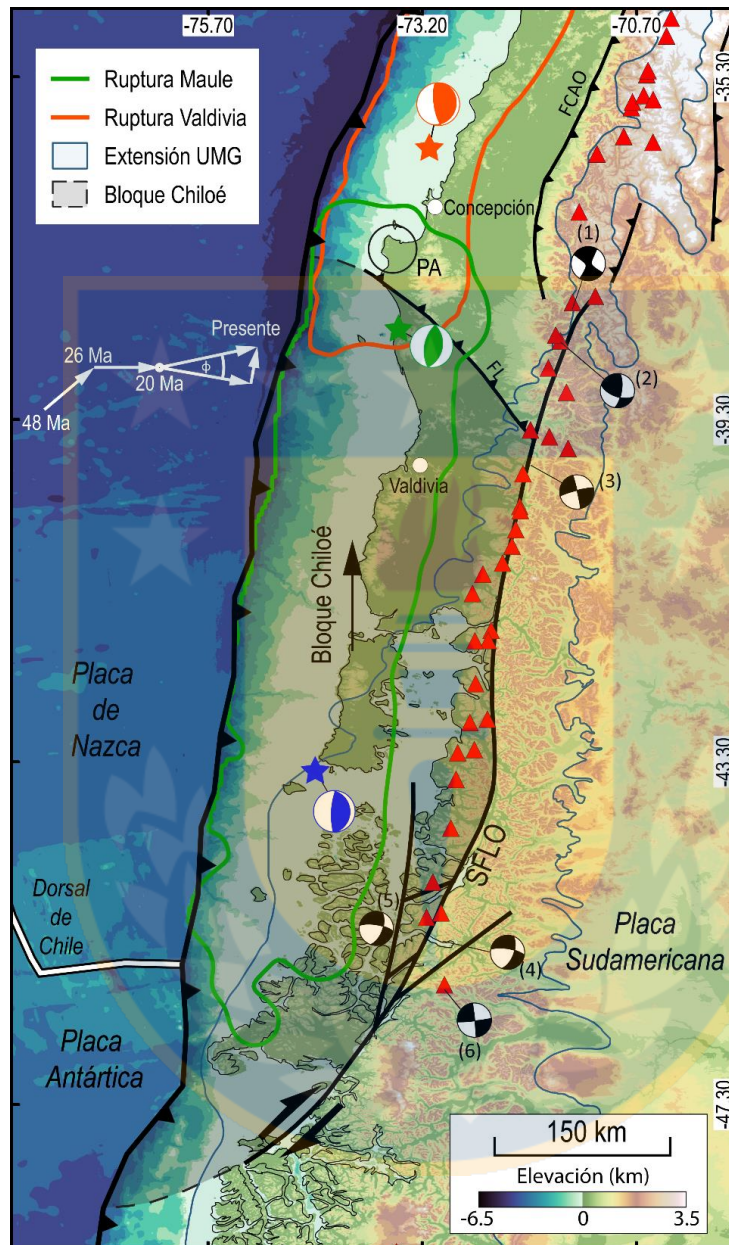 -75.70
-73.20
-70.70
-35.30
Ruptura Maule
Ruptura Valdivia
Extensión UMG
Bloque Chiloé
FCAO
Concepción
(1)
PA
Presente
26 Ma
20 Ma
ϕ
48 Ma
FL
(2)
-39.30
Valdivia
(3)
Bloque Chiloé
Placa
de
Nazca
-43.30
SFLO
Dorsal
de
Chile
(5)
(4)
Placa
Sudamericana
(6)
Placa
Antártica
-47.30
150 km
Elevación (km)
-6.5
0
3.5